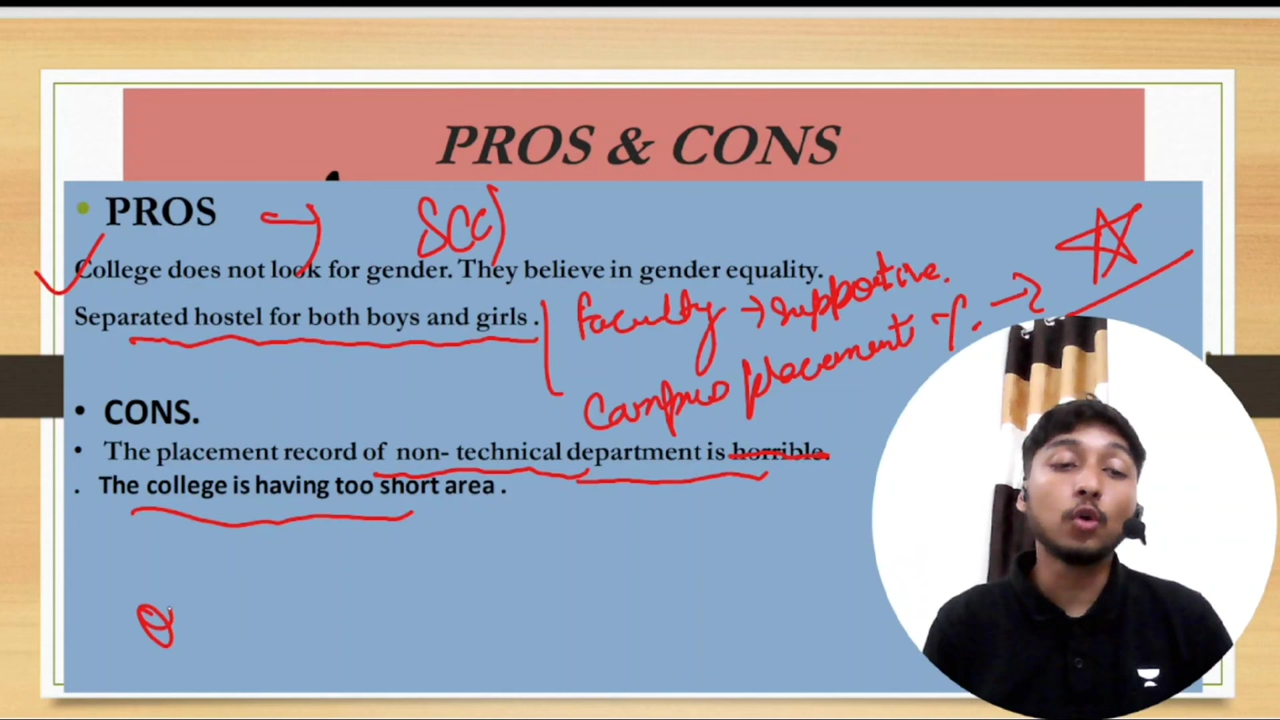 PROS & CONS
• PROS
College does not look for gender. They believe in gender equality.
Separated hostel for both boys and girls .
faculty → supportive.
Campus placement %. →
• CONS.
• The placement record of non- technical department is horrible.
. The college is having too short area .